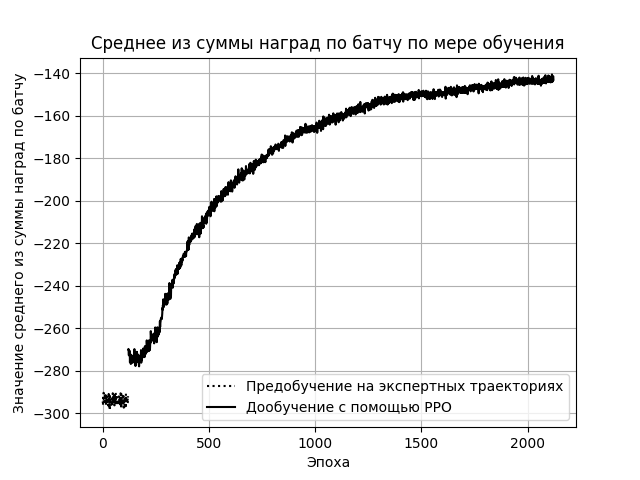 Среднее из суммы наград по батчу по мере обучения
Значение среднего из суммы наград по батчу
−140
−160
−180
−200
−220
−240
−260
−280
−300
Предобучение на экспертных траекториях
Дообучение с помощью PPO
0 500 1000 1500 2000
Эпоха